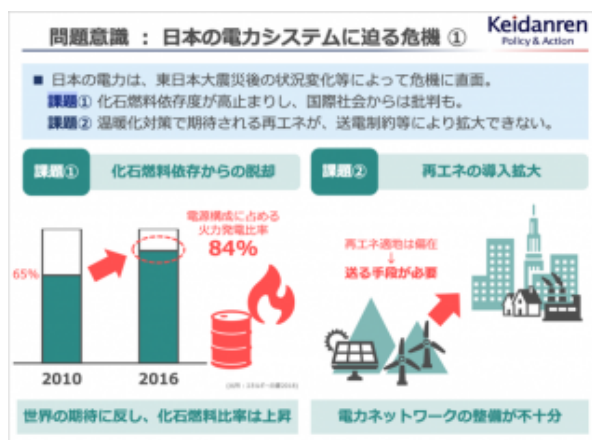 問題意識 : 日本の電力システムに迫る危機 ①
Keidanren
Policy & Action
■ 日本の電力は、東日本大震災後の状況変化等によって危機に直面。
課題① 化石燃料依存度が高止まりし、国際社会からは批判も。
課題② 温暖化対策で期待される再エネが、送電制約等により拡大できない。
課題① 化石燃料依存からの脱却
課題② 再エネの導入拡大
電源構成に占める
火力発電比率
84%
65%
2010
2016
再エネ適地は偏在
↓
送る手段が必要
世界の期待に反し、化石燃料比率は上昇
電力ネットワークの整備が不十分